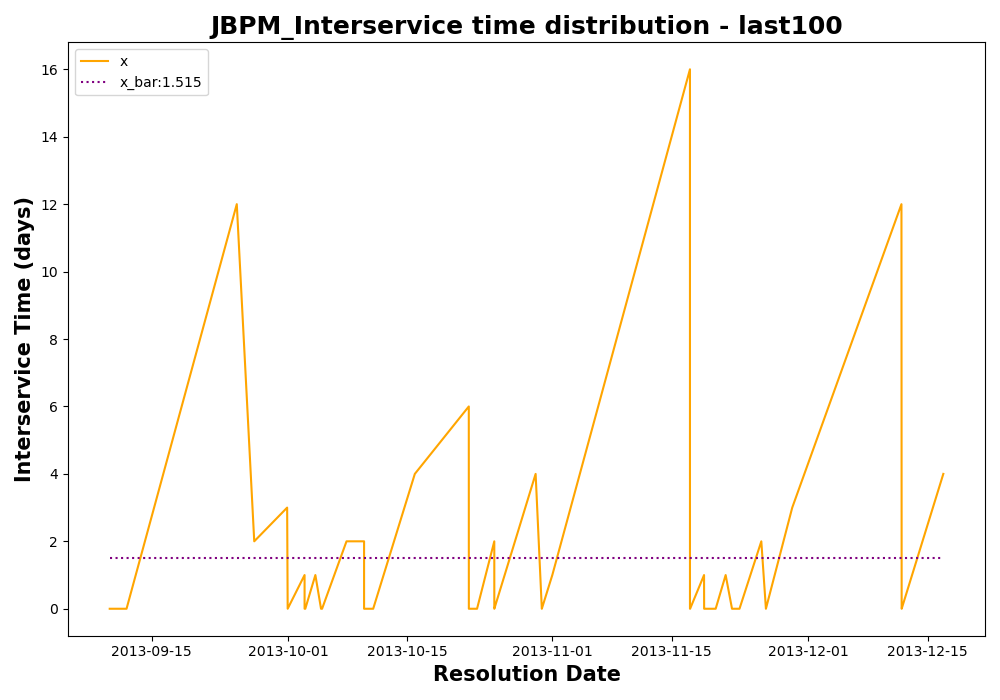 JBPM_Interservice time distribution - last100
x
x_bar:1.515
Interservice Time (days)
16
14
12
10
8
6
4
2
0
2013-09-15 2013-10-01 2013-10-15 2013-11-01 2013-11-15 2013-12-01 2013-12-15
Resolution Date